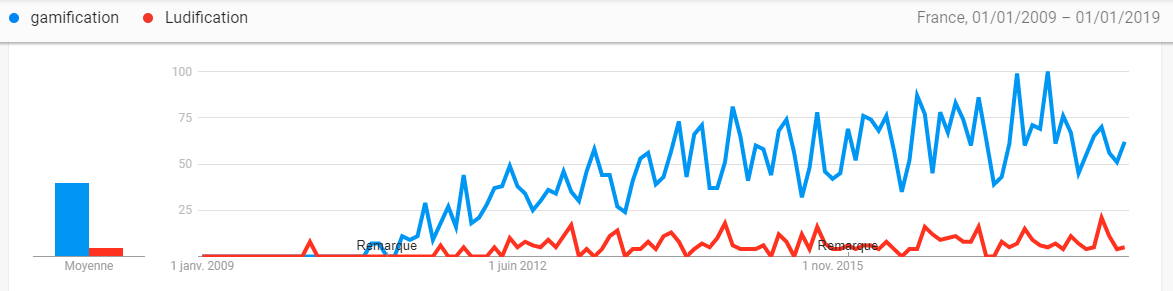 gamification Ludification France, 01/01/2009 – 01/01/2019
100
75
50
25
Remarque Remarque
Moyenne 1 janv. 2009 1 juin 2012 1 nov. 2015